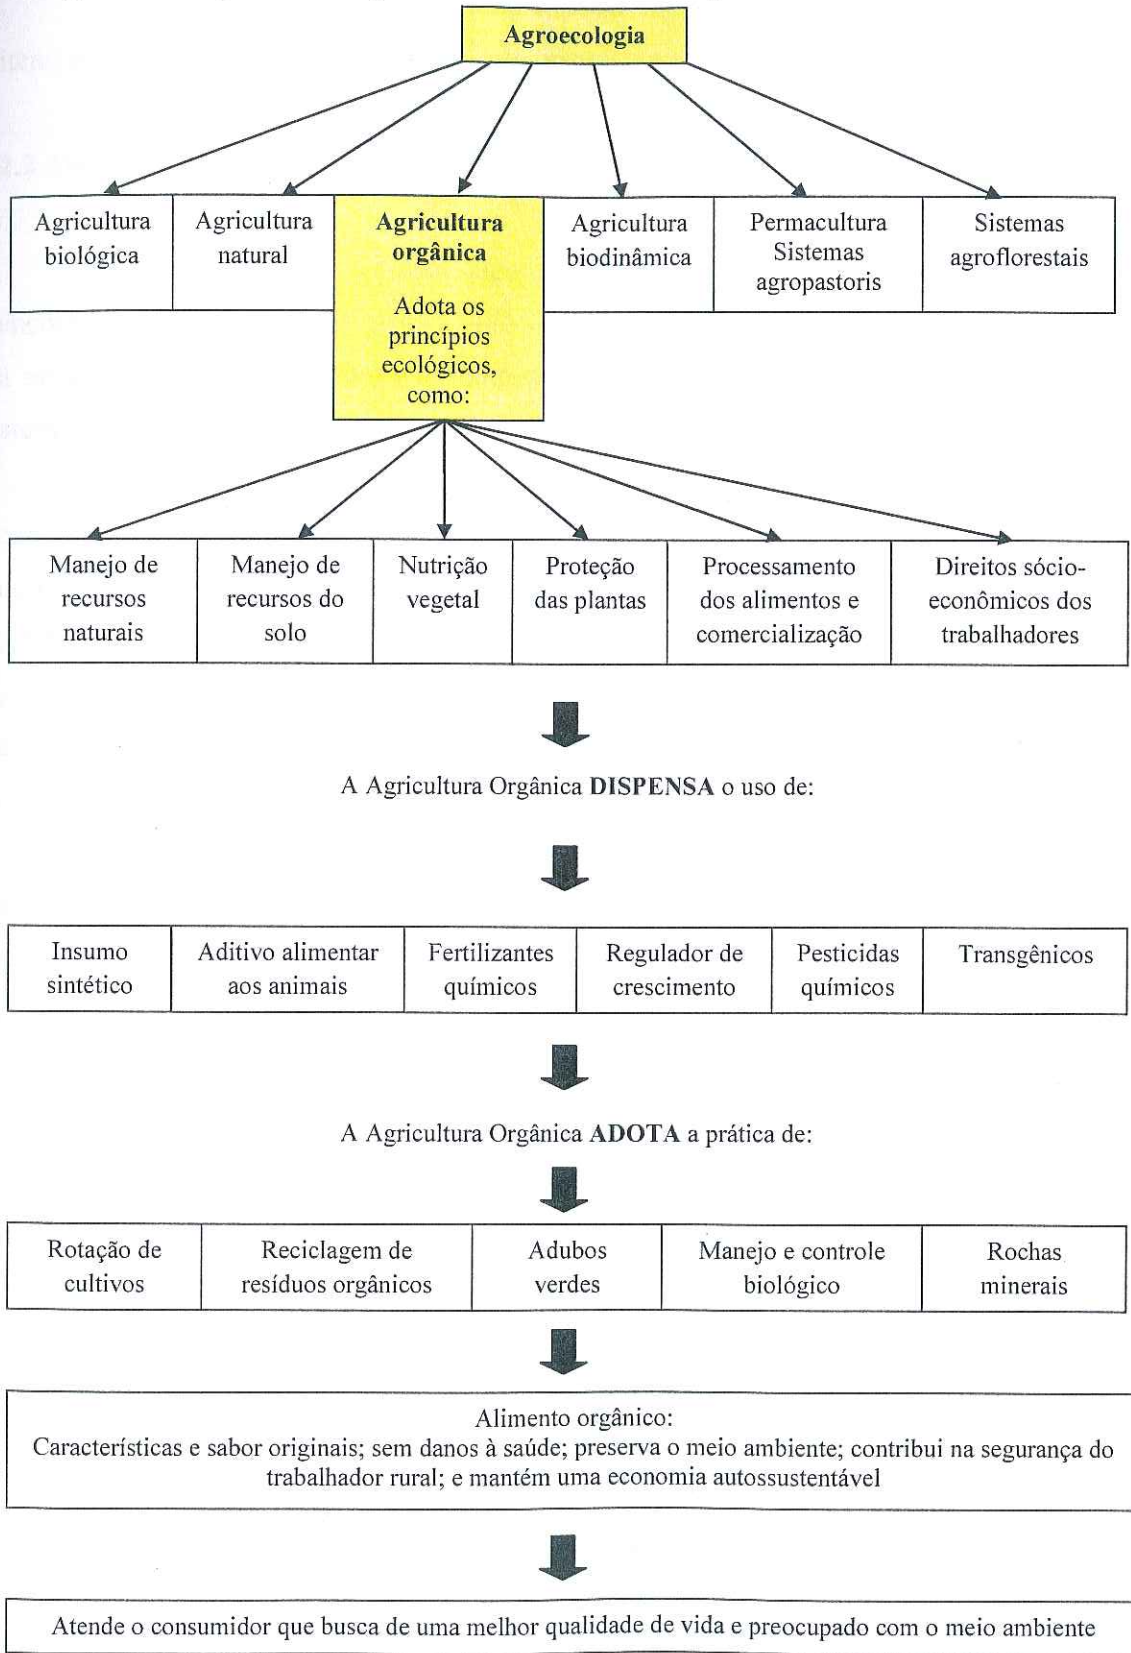 Agroecologia
Agricultura
biológica
Agricultura
natural
Agricultura
orgânica
Adota os
princípios
ecológicos,
como:
Agricultura
biodinâmica
Permacultura
Sistemas
agropastoris
Sistemas
agroflorestais
Manejo de
recursos
naturais
Manejo de
recursos do
solo
Nutrição
vegetal
Proteção
das plantas
Processamento
dos alimentos e
comercialização
Direitos sócio-
econômicos dos
trabalhadores
A Agricultura Orgânica DISPENSA o uso de:
Insumo
sintético
Aditivo alimentar
aos animais
Fertilizantes
químicos
Regulador de
crescimento
Pesticidas
químicos
Transgênicos
A Agricultura Orgânica ADOTA a prática de:
Rotação de
cultivos
Reciclagem de
resíduos orgânicos
Adubos
verdes
Manejo e controle
biológico
Rochas
minerais
Alimento orgânico:
Características e sabor originais; sem danos à saúde; preserva o meio ambiente; contribui na segurança do
trabalhador rural; e mantém uma economia autossustentável
Atende o consumidor que busca de uma melhor qualidade de vida e preocupado com o meio ambiente